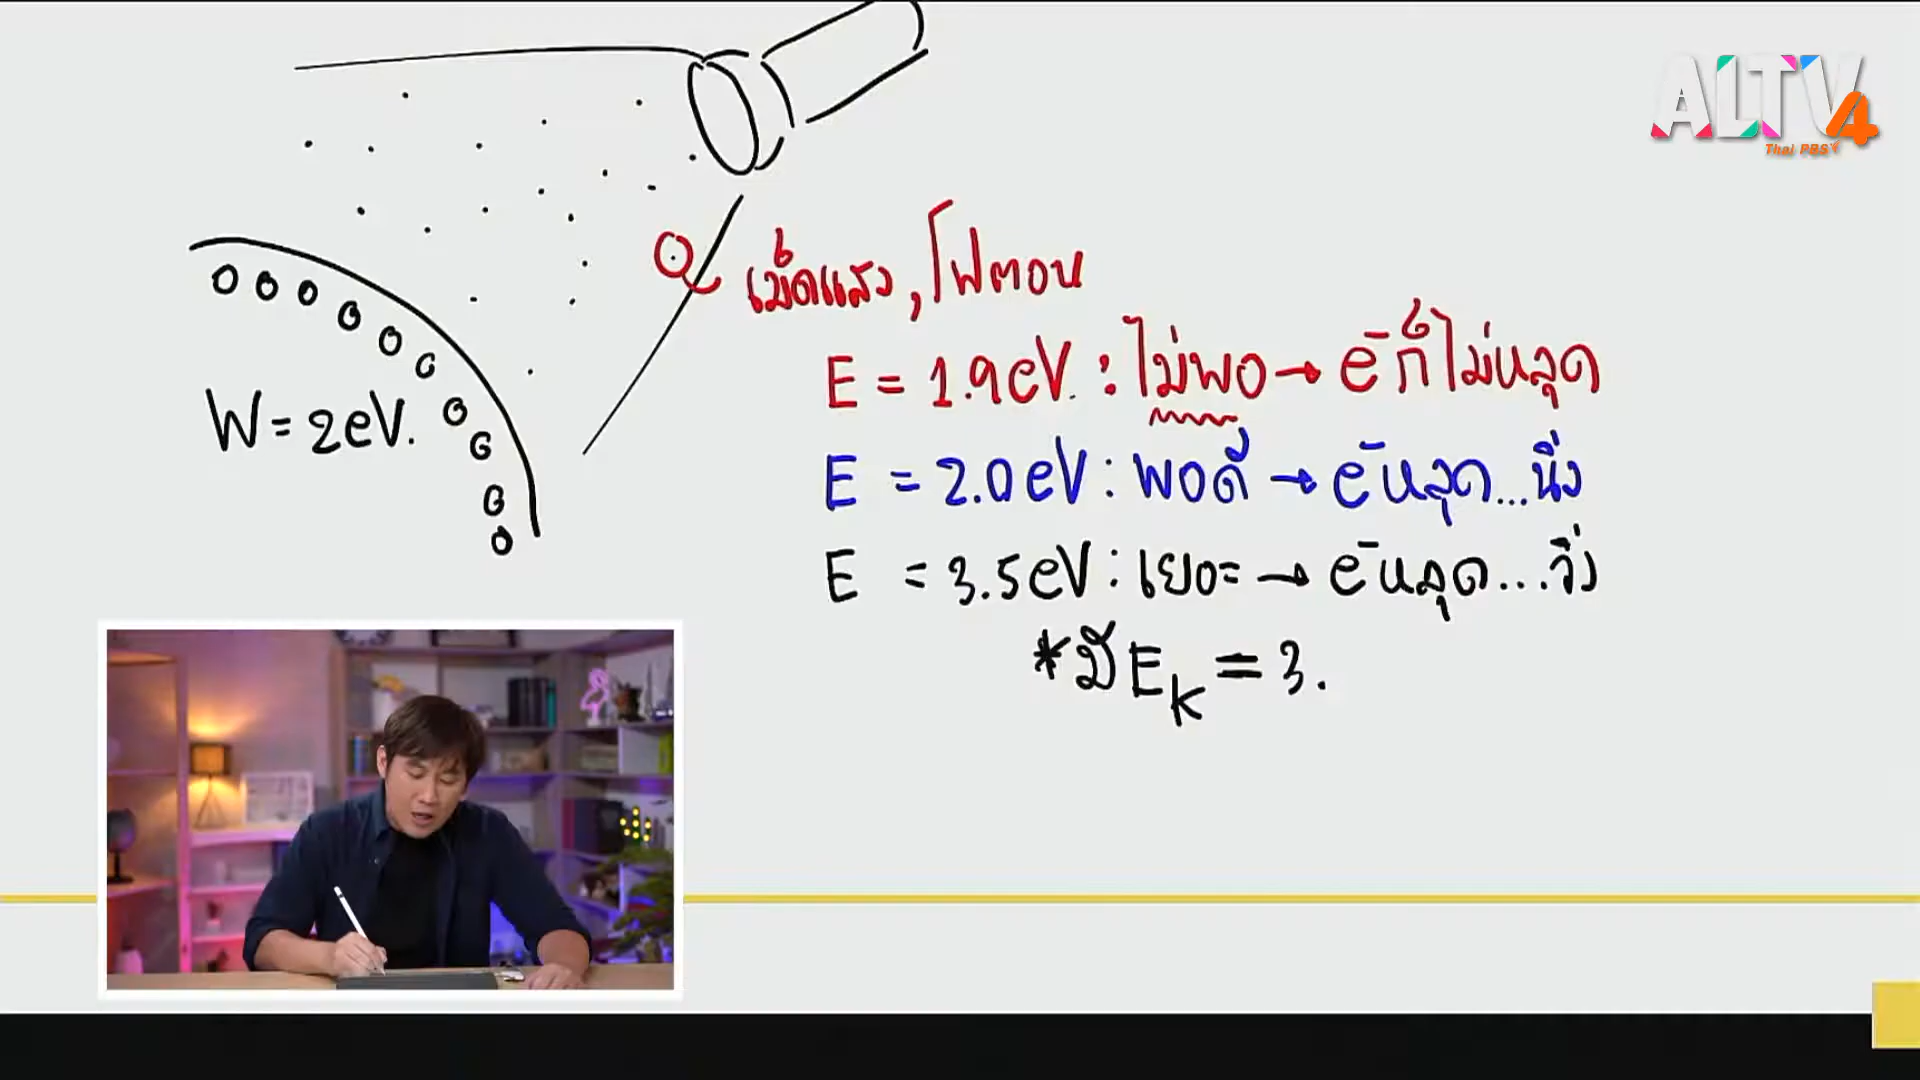 ALTV4
Thai PBS
เม็ดแสง, โฟตอน
E = 1.9eV. : ไม่พอ → e⁻ ก็ไม่หลุด
W = 2eV.
E = 2.0eV : พอดี → e⁻ หลุด...นิ่ง
E = 3.5eV : เยอะ → e⁻ หลุด...วิ่ง
*มี Eₖ = 3.